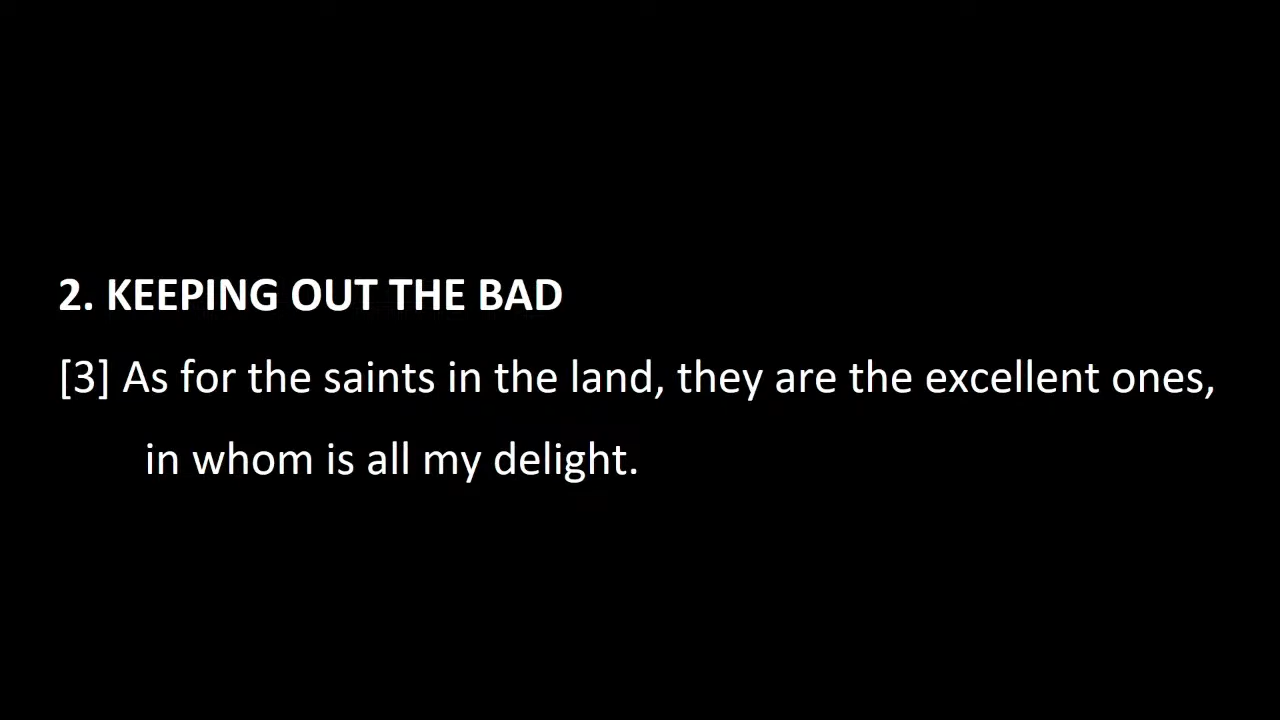 2. KEEPING OUT THE BAD
[3] As for the saints in the land, they are the excellent ones,
in whom is all my delight.